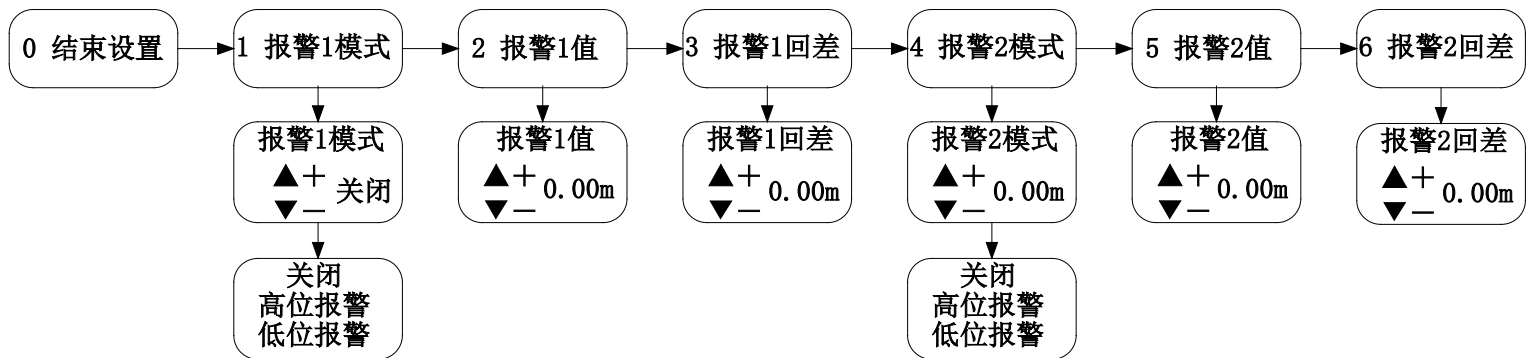 0 结束设置
1 报警1模式
2 报警1值
3 报警1回差
4 报警2模式
5 报警2值
6 报警2回差
报警1模式
▲＋
关闭
▼－
报警1值
▲＋
0.00m
▼－
报警1回差
▲＋
0.00m
▼－
报警2模式
▲＋
0.00m
▼－
报警2值
▲＋
0.00m
▼－
报警2回差
▲＋
0.00m
▼－
关闭
高位报警
低位报警
关闭
高位报警
低位报警